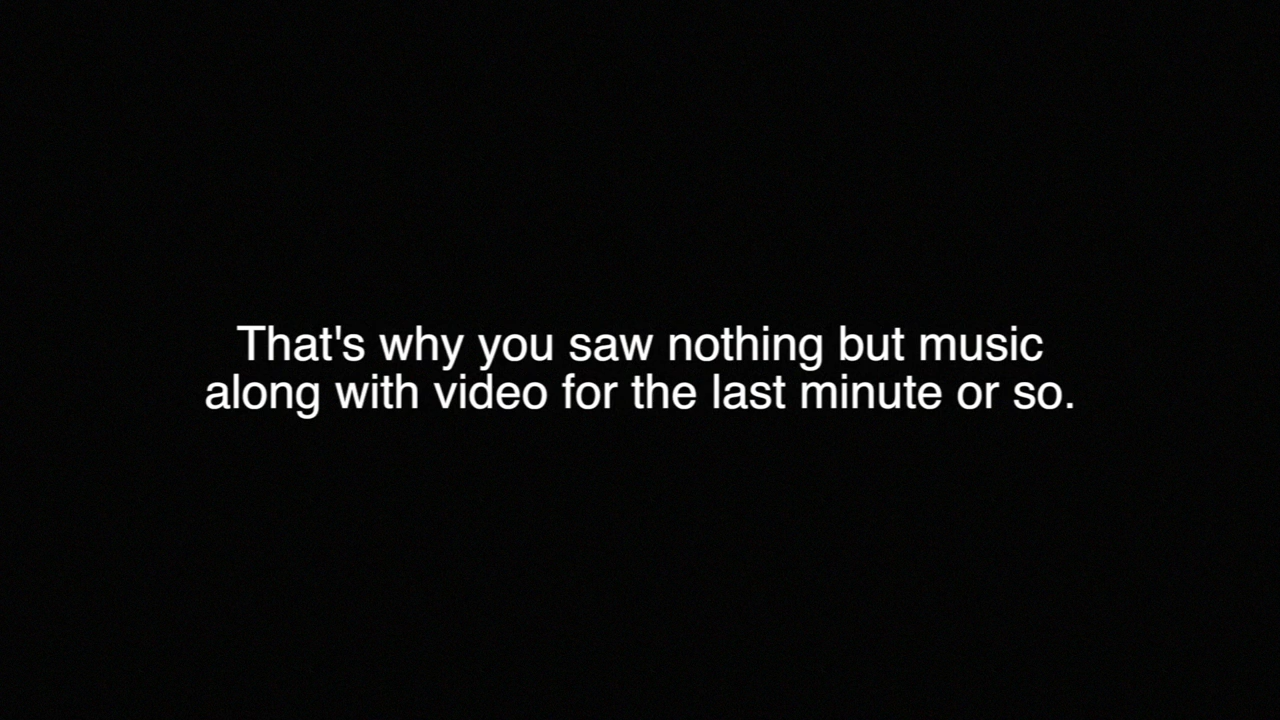 That's why you saw nothing but music
along with video for the last minute or so.